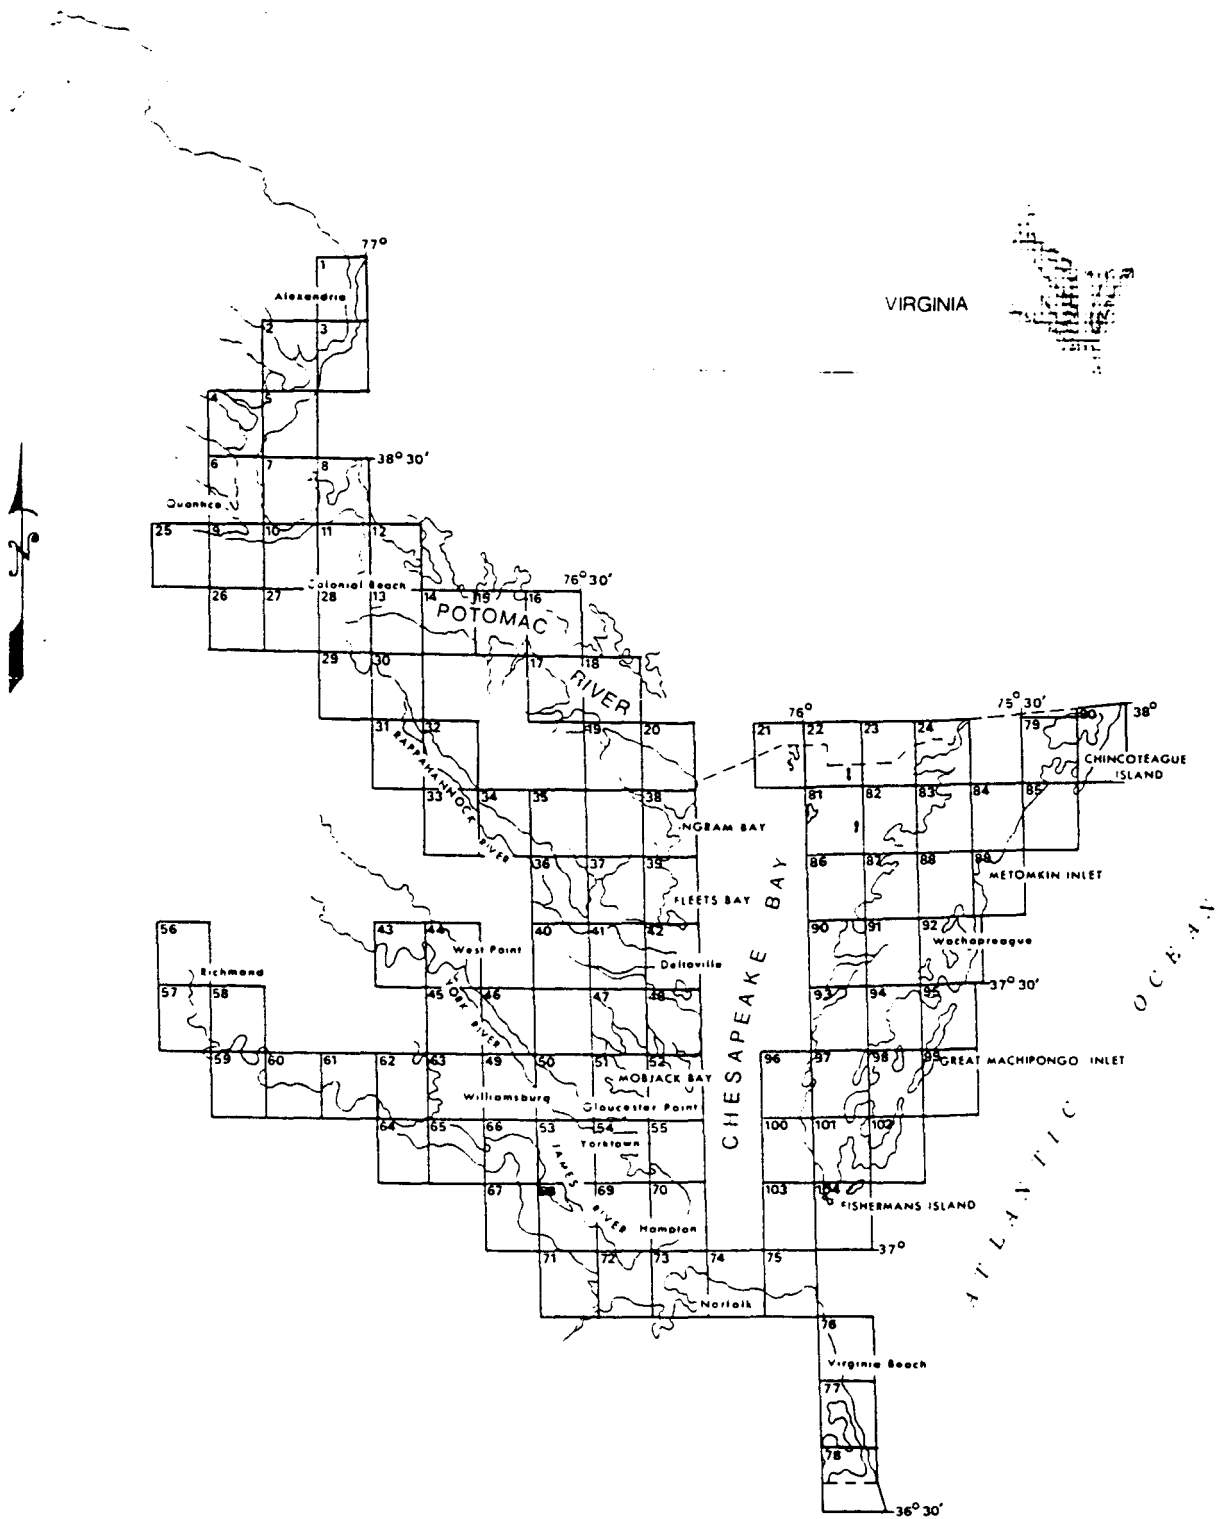 77°
1
Alexandria
VIRGINIA
2 3
4 5
6 7 8 38° 30'
Quantico
25 9 10 11 12
Colonial Beach
76° 30'
26 27 28 13 14 15 16
POTOMAC
29 30 17 18
RIVER
76° 75° 30' 38°
31 32 19 20 21 22 23 24 79 80
RAPPAHANNOCK RIVER
CHINCOTEAGUE
ISLAND
33 34 35 38 81 82 83 84 85
INGRAM BAY
36 37 39 86 87 88 89
METOMKIN INLET
FLEETS BAY
CHESAPEAKE BAY
56 43 44 40 41 42 90 91 92
West Point
Wachapreague
Richmond
Deltaville
57 58 45 46 47 48 93 94 95 37° 30'
YORK RIVER
OCEAN
59 60 61 62 63 49 50 51 52 96 97 98 99
GREAT MACHIPONGO INLET
MOBJACK BAY
Williamsburg
Gloucester Point
64 65 66 53 54 55 100 101 102
Yorktown
JAMES RIVER
ATLANTIC
67 69 70 103 104
FISHERMANS ISLAND
Hampton
71 72 73 74 75 37°
Norfolk
76
Virginia Beach
77
78
36° 30'